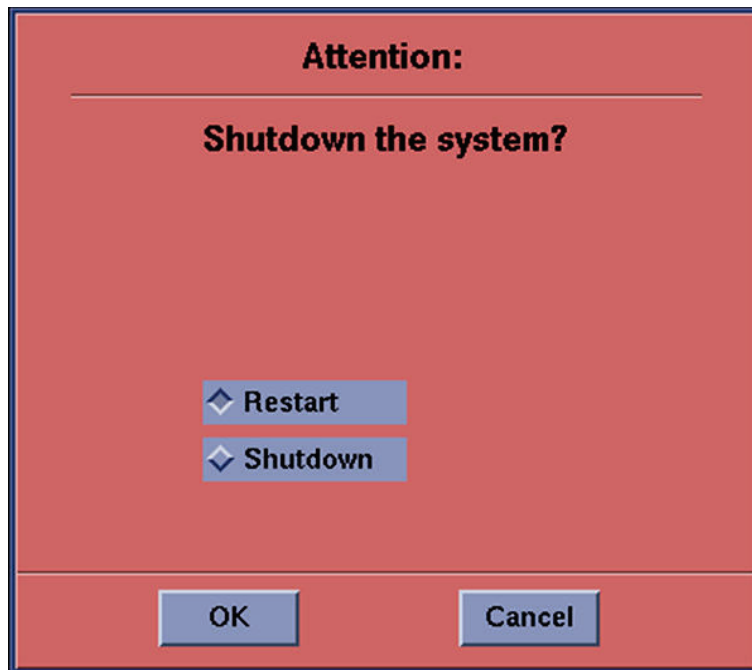 Attention:
Shutdown the system?
Restart
Shutdown
OK
Cancel